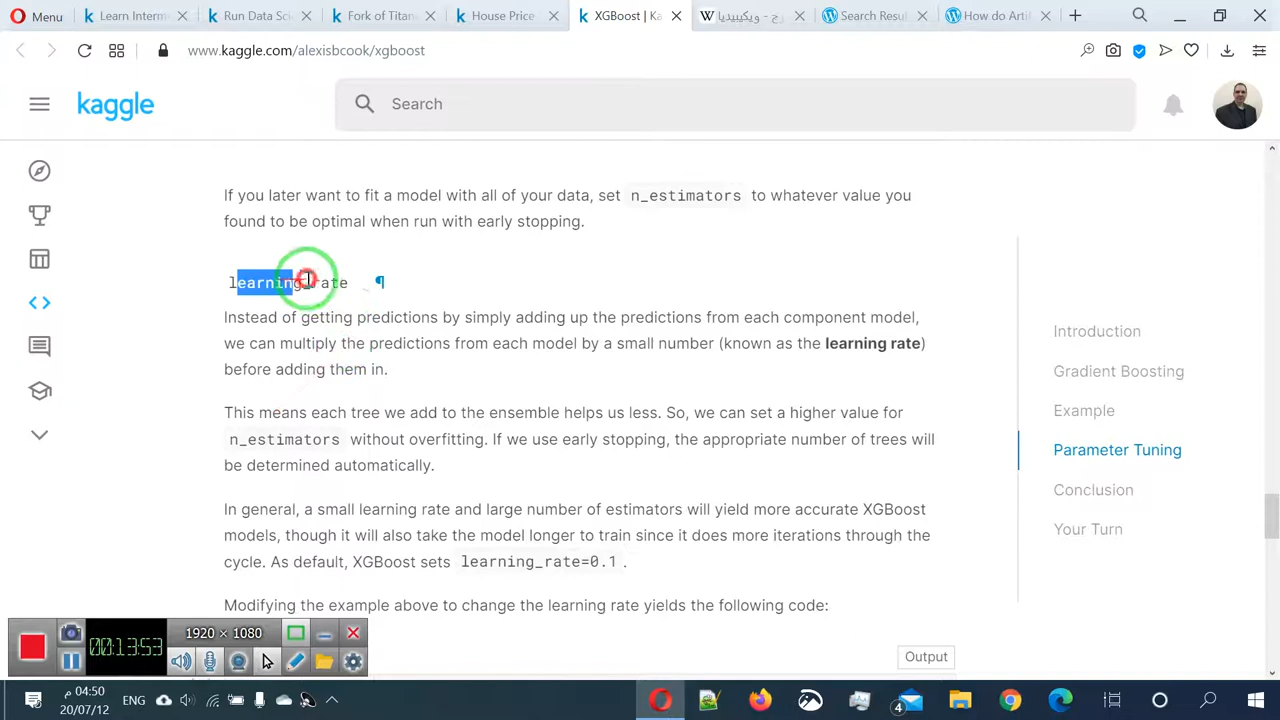 Menu
Learn Interm
Run Data Sci
Fork of Titan
House Price
XGBoost | Ka
رج - ويكيبيديا
Search Resul
How do Artif
www.kaggle.com/alexisbcook/xgboost
kaggle
Search
If you later want to fit a model with all of your data, set n_estimators to whatever value you
found to be optimal when run with early stopping.
learning_rate ¶
Instead of getting predictions by simply adding up the predictions from each component model,
we can multiply the predictions from each model by a small number (known as the learning rate)
before adding them in.
This means each tree we add to the ensemble helps us less. So, we can set a higher value for
n_estimators without overfitting. If we use early stopping, the appropriate number of trees will
be determined automatically.
In general, a small learning rate and large number of estimators will yield more accurate XGBoost
models, though it will also take the model longer to train since it does more iterations through the
cycle. As default, XGBoost sets learning_rate=0.1.
Modifying the example above to change the learning rate yields the following code:
Output
Introduction
Gradient Boosting
Example
Parameter Tuning
Conclusion
Your Turn
00:13:53
1920 × 1080
04:50 م
20/07/12
ENG
4